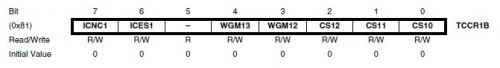 Bit 7 6 5 4 3 2 1 0
(0x81) ICNC1 ICES1 – WGM13 WGM12 CS12 CS11 CS10 TCCR1B
Read/Write R/W R/W R R/W R/W R/W R/W R/W
Initial Value 0 0 0 0 0 0 0 0